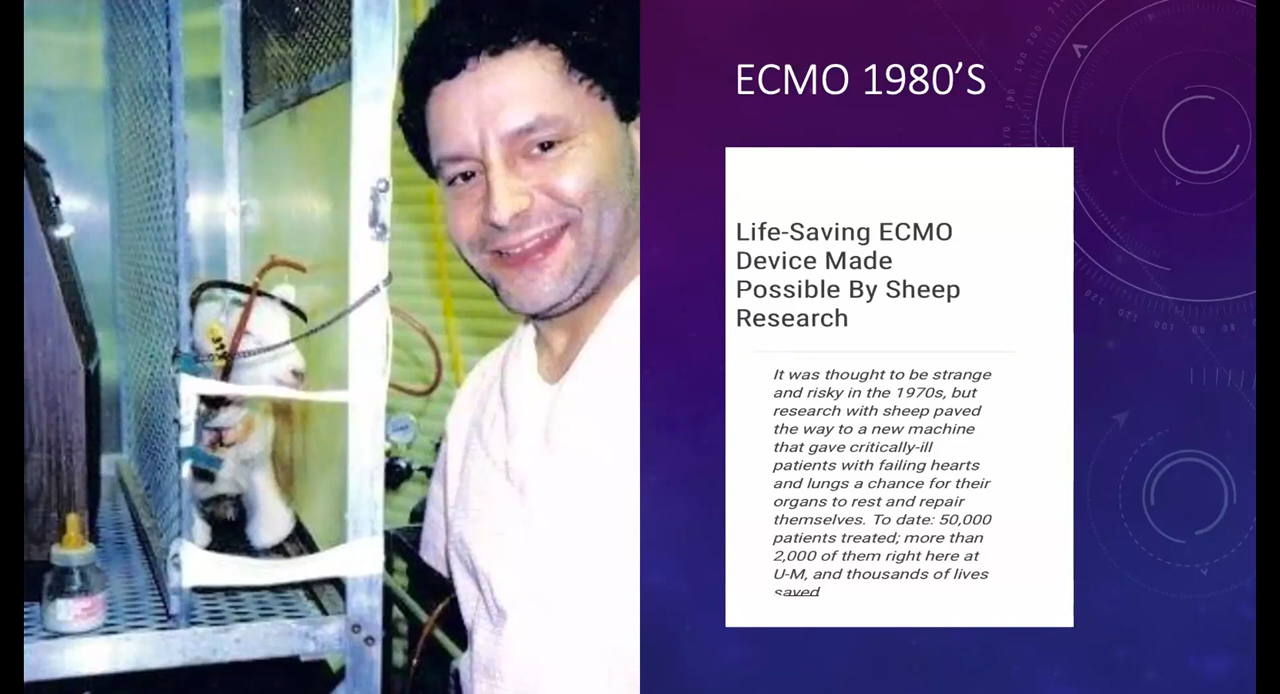 ECMO 1980'S
Life-Saving ECMO
Device Made
Possible By Sheep
Research
It was thought to be strange
and risky in the 1970s, but
research with sheep paved
the way to a new machine
that gave critically-ill
patients with failing hearts
and lungs a chance for their
organs to rest and repair
themselves. To date: 50,000
patients treated; more than
2,000 of them right here at
U-M, and thousands of lives
saved